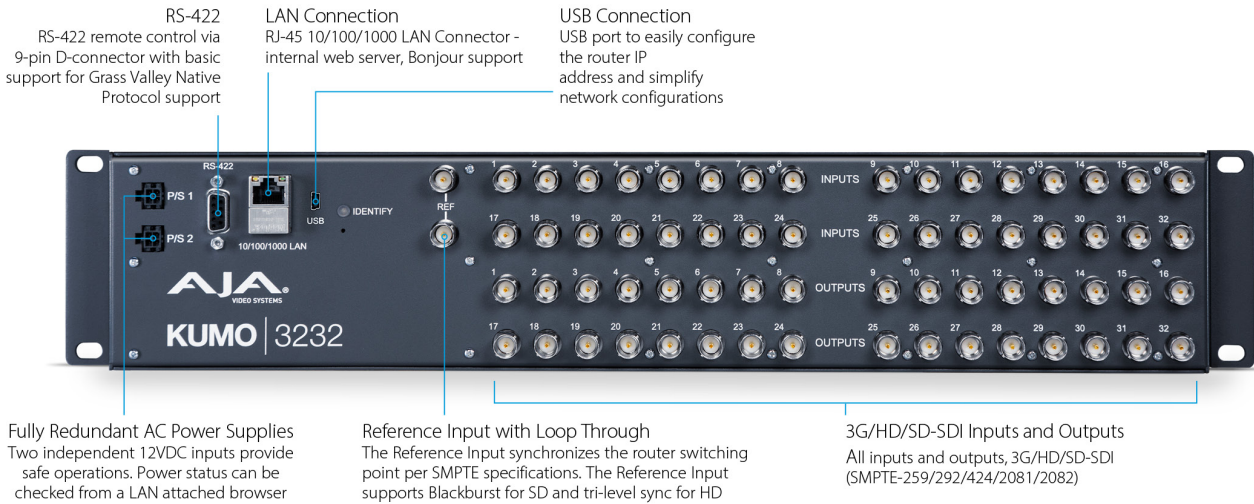 RS-422
RS-422 remote control via
9-pin D-connector with basic
support for Grass Valley Native
Protocol support
LAN Connection
RJ-45 10/100/1000 LAN Connector -
internal web server, Bonjour support
USB Connection
USB port to easily configure
the router IP
address and simplify
network configurations
RS-422
P/S 1
P/S 2
10/100/1000 LAN
USB
IDENTIFY
REF
1 2 3 4 5 6 7 8 INPUTS 9 10 11 12 13 14 15 16
17 18 19 20 21 22 23 24 INPUTS 25 26 27 28 29 30 31 32
1 2 3 4 5 6 7 8 OUTPUTS 9 10 11 12 13 14 15 16
17 18 19 20 21 22 23 24 OUTPUTS 25 26 27 28 29 30 31 32
AJA®
VIDEO SYSTEMS
KUMO | 3232
Fully Redundant AC Power Supplies
Two independent 12VDC inputs provide
safe operations. Power status can be
checked from a LAN attached browser
Reference Input with Loop Through
The Reference Input synchronizes the router switching
point per SMPTE specifications. The Reference Input
supports Blackburst for SD and tri-level sync for HD
3G/HD/SD-SDI Inputs and Outputs
All inputs and outputs, 3G/HD/SD-SDI
(SMPTE-259/292/424/2081/2082)